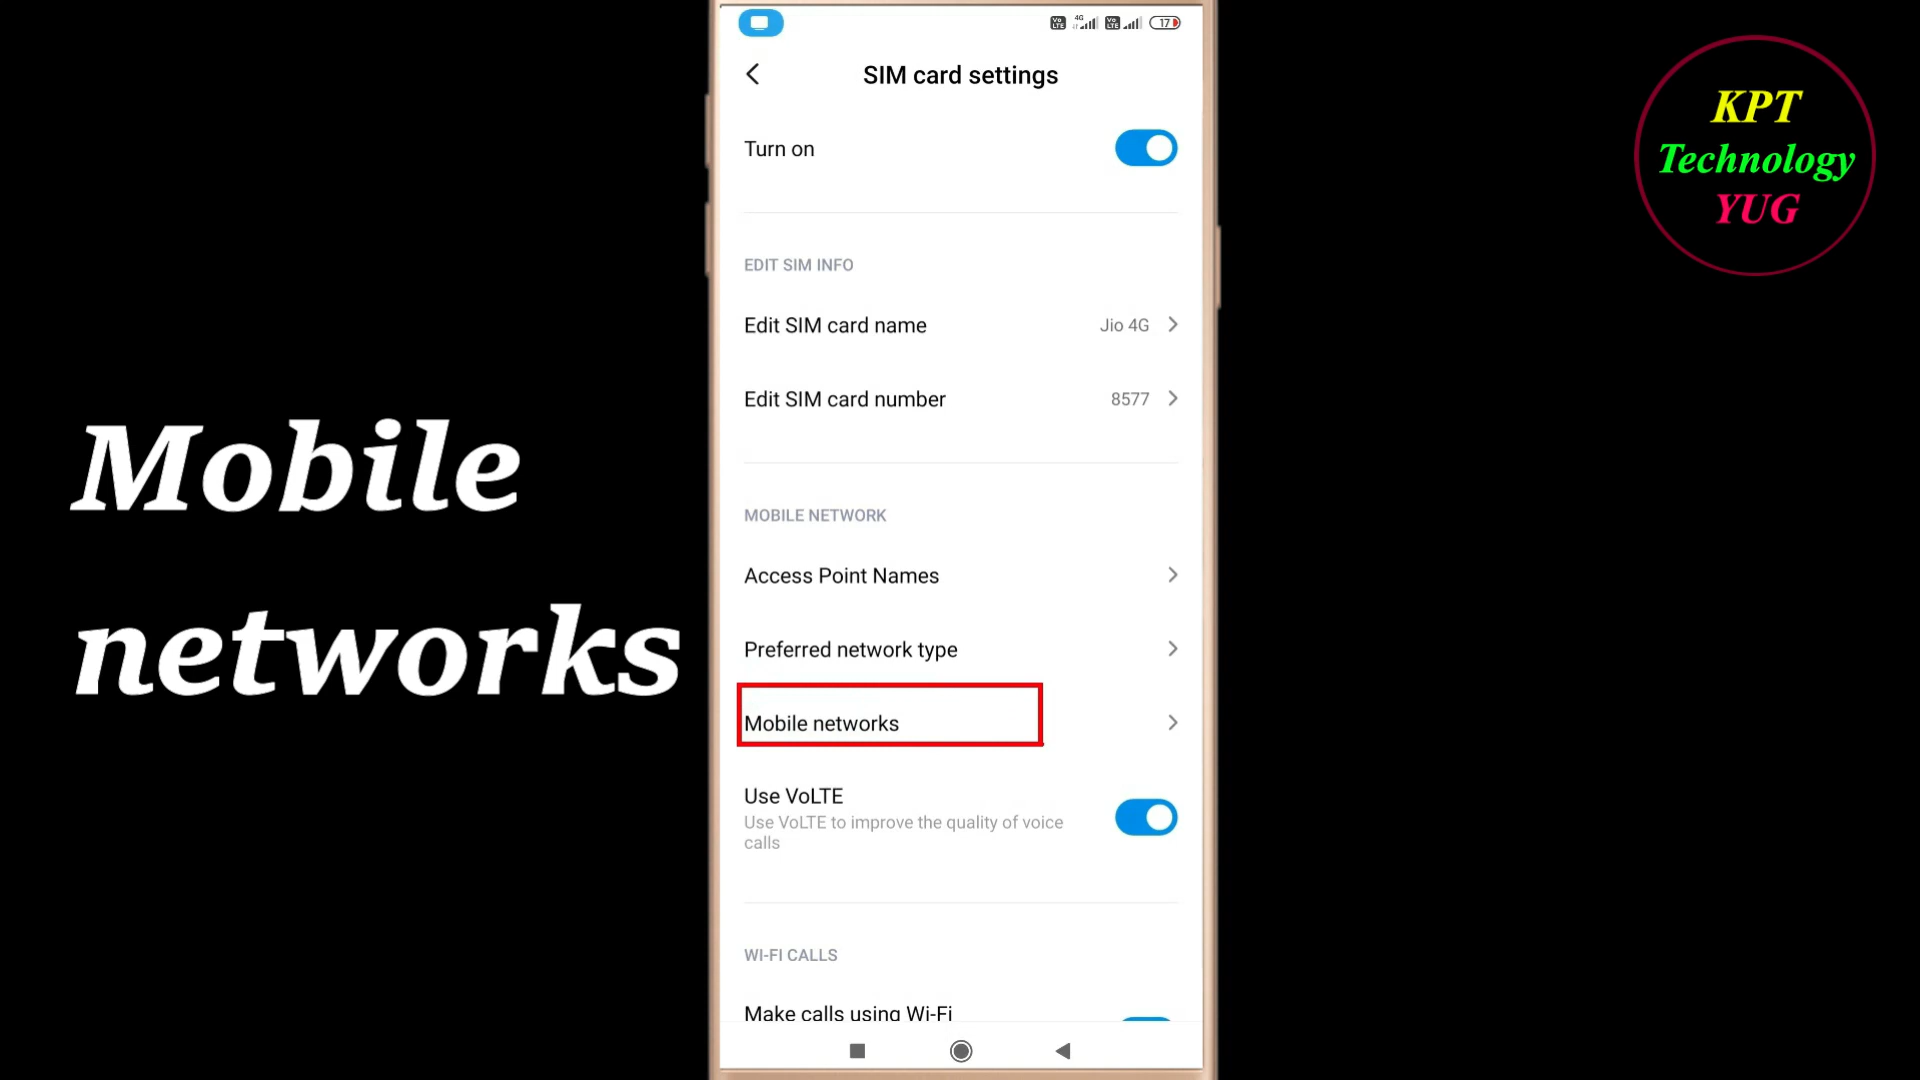 Mobile
networks
17
SIM card settings
Turn on
EDIT SIM INFO
Edit SIM card name Jio 4G
Edit SIM card number 8577
MOBILE NETWORK
Access Point Names
Preferred network type
Mobile networks
Use VoLTE
Use VoLTE to improve the quality of voice
calls
WI-FI CALLS
Make calls using Wi-Fi
KPT
Technology
YUG